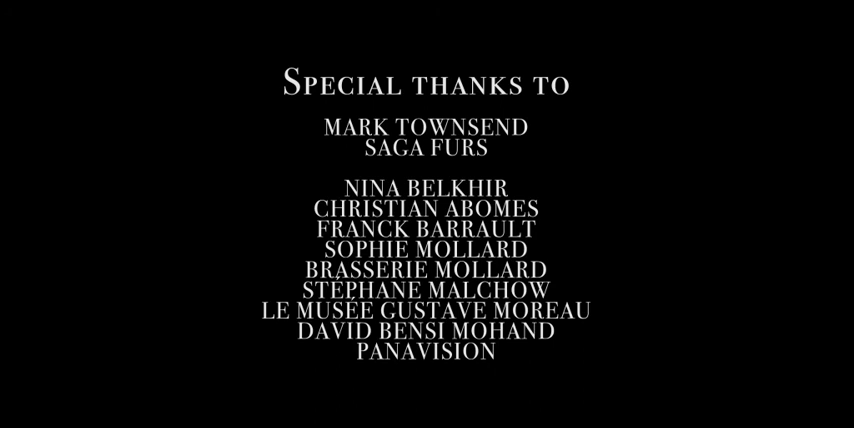 SPECIAL THANKS TO
MARK TOWNSEND
SAGA FURS
NINA BELKHIR
CHRISTIAN ABOMES
FRANCK BARRAULT
SOPHIE MOLLARD
BRASSERIE MOLLARD
STÉPHANE MALCHOW
LE MUSÉE GUSTAVE MOREAU
DAVID BENSI MOHAND
PANAVISION